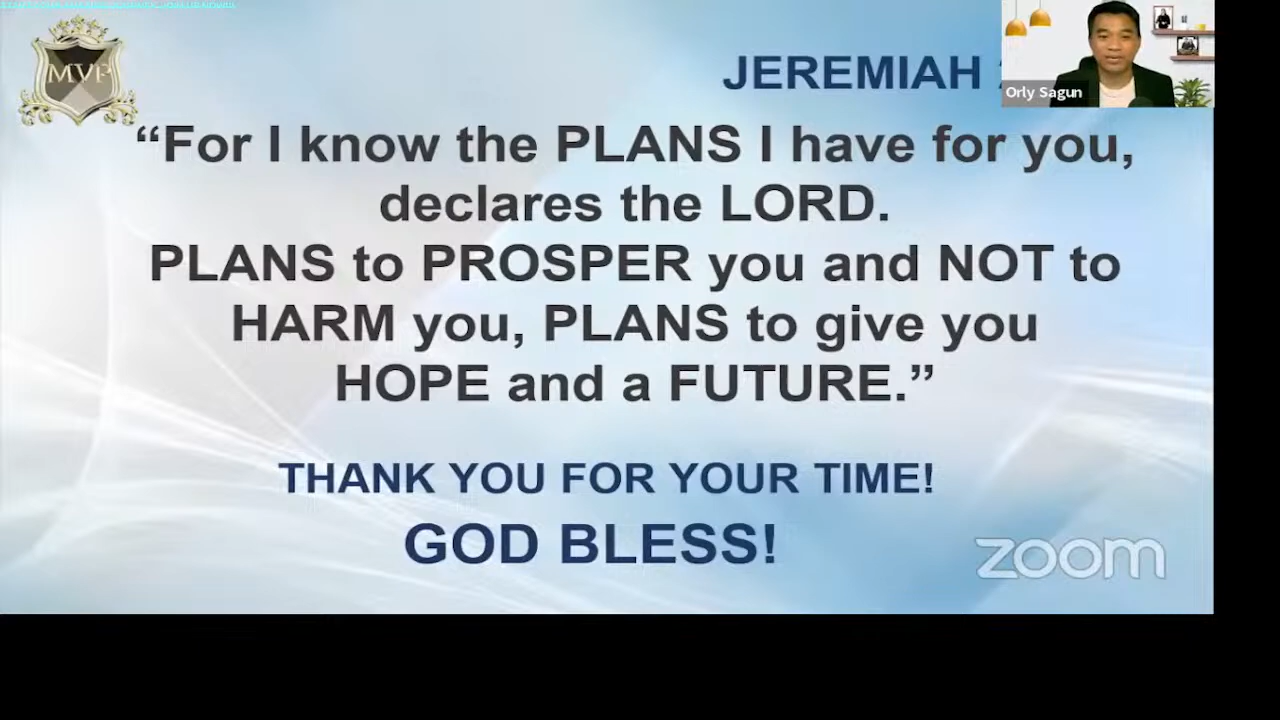 MVP
JEREMIAH
Orly Sagun
“For I know the PLANS I have for you,
declares the LORD.
PLANS to PROSPER you and NOT to
HARM you, PLANS to give you
HOPE and a FUTURE.”
THANK YOU FOR YOUR TIME!
GOD BLESS!
zoom